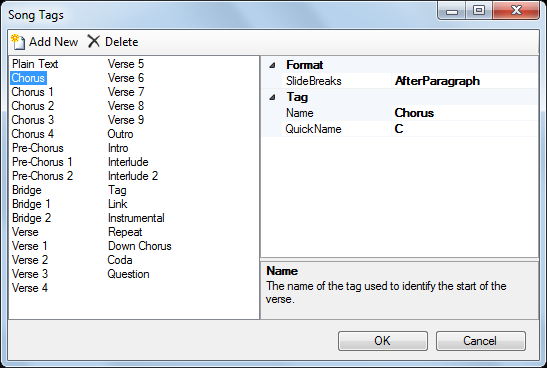 Song Tags
Add New Delete
Plain Text
Chorus
Chorus 1
Chorus 2
Chorus 3
Chorus 4
Pre-Chorus
Pre-Chorus 1
Pre-Chorus 2
Bridge
Bridge 1
Bridge 2
Verse
Verse 1
Verse 2
Verse 3
Verse 4
Verse 5
Verse 6
Verse 7
Verse 8
Verse 9
Outro
Intro
Interlude
Interlude 2
Tag
Link
Instrumental
Repeat
Down Chorus
Coda
Question
Format
SlideBreaks AfterParagraph
Tag
Name Chorus
QuickName C
Name
The name of the tag used to identify the start of the
verse.
OK Cancel